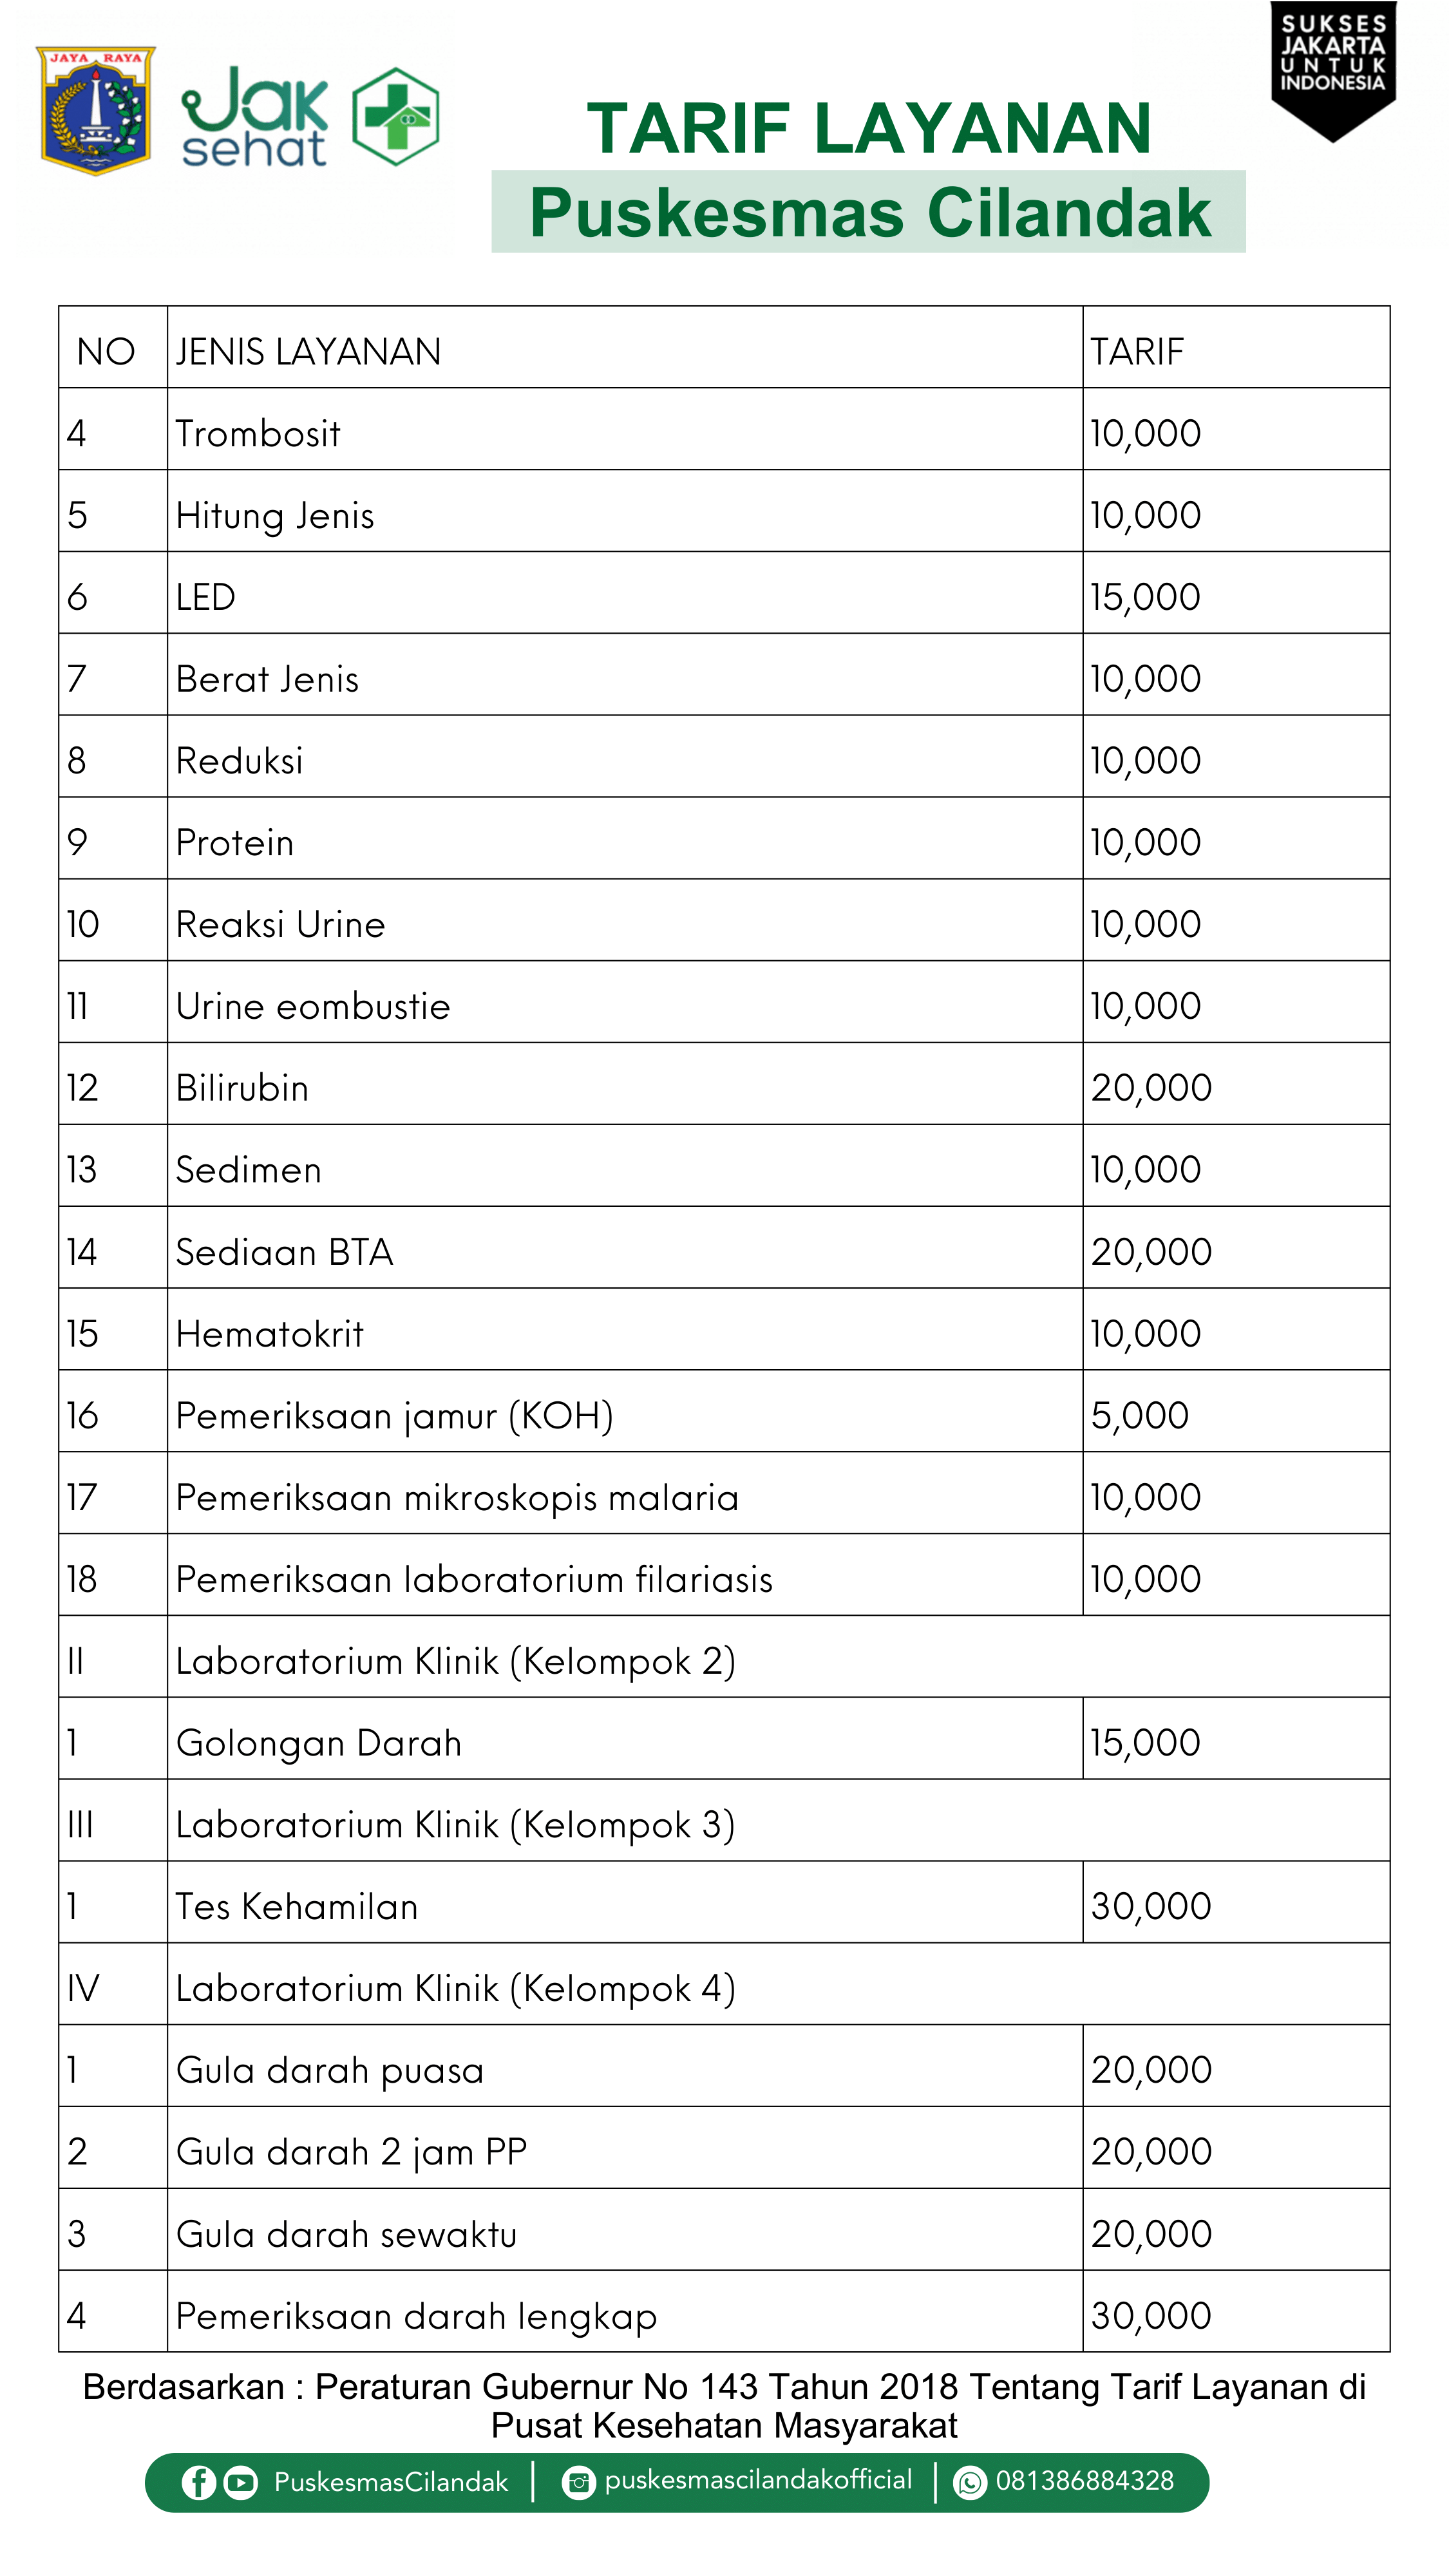 JAYA RAYA
Jak
sehat
SUKSES
JAKARTA
UNTUK
INDONESIA
TARIF LAYANAN
Puskesmas Cilandak
NO JENIS LAYANAN TARIF
4 Trombosit 10,000
5 Hitung Jenis 10,000
6 LED 15,000
7 Berat Jenis 10,000
8 Reduksi 10,000
9 Protein 10,000
10 Reaksi Urine 10,000
11 Urine eombustie 10,000
12 Bilirubin 20,000
13 Sedimen 10,000
14 Sediaan BTA 20,000
15 Hematokrit 10,000
16 Pemeriksaan jamur (KOH) 5,000
17 Pemeriksaan mikroskopis malaria 10,000
18 Pemeriksaan laboratorium filariasis 10,000
II Laboratorium Klinik (Kelompok 2)
1 Golongan Darah 15,000
III Laboratorium Klinik (Kelompok 3)
1 Tes Kehamilan 30,000
IV Laboratorium Klinik (Kelompok 4)
1 Gula darah puasa 20,000
2 Gula darah 2 jam PP 20,000
3 Gula darah sewaktu 20,000
4 Pemeriksaan darah lengkap 30,000
Berdasarkan : Peraturan Gubernur No 143 Tahun 2018 Tentang Tarif Layanan di
Pusat Kesehatan Masyarakat
PuskesmasCilandak | puskesmascilandakofficial | 081386884328